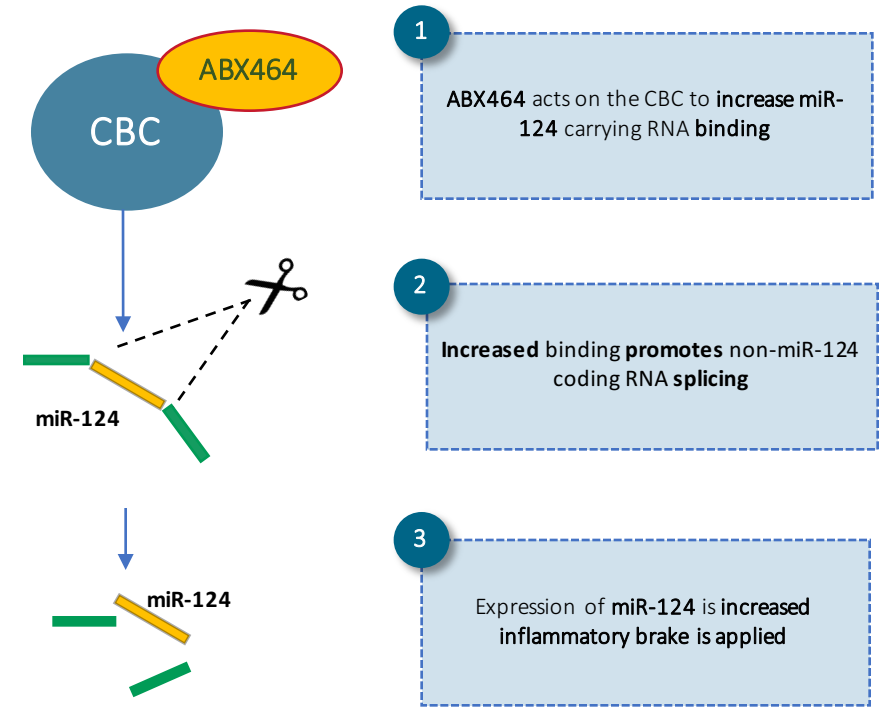 ABX464
CBC
1
ABX464 acts on the CBC to increase miR-
124 carrying RNA binding
2
Increased binding promotes non-miR-124
coding RNA splicing
miR-124
3
miR-124
Expression of miR-124 is increased
inflammatory brake is applied